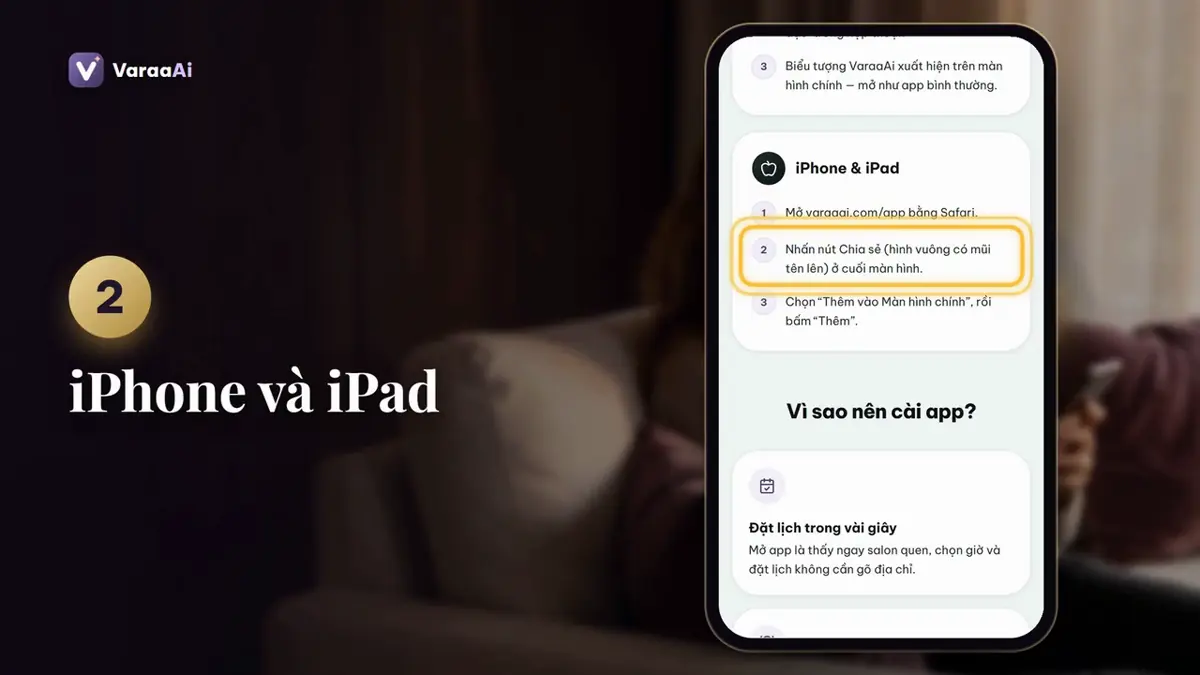 VaraaAi
2
iPhone và iPad
3
Biểu tượng VaraaAi xuất hiện trên màn
hình chính — mở như app bình thường.
iPhone & iPad
1
Mở varaaai.com/app bằng Safari.
2
Nhấn nút Chia sẻ (hình vuông có mũi
tên lên) ở cuối màn hình.
3
Chọn “Thêm vào Màn hình chính”, rồi
bấm “Thêm”.
Vì sao nên cài app?
Đặt lịch trong vài giây
Mở app là thấy ngay salon quen, chọn giờ và
đặt lịch không cần gõ địa chỉ.